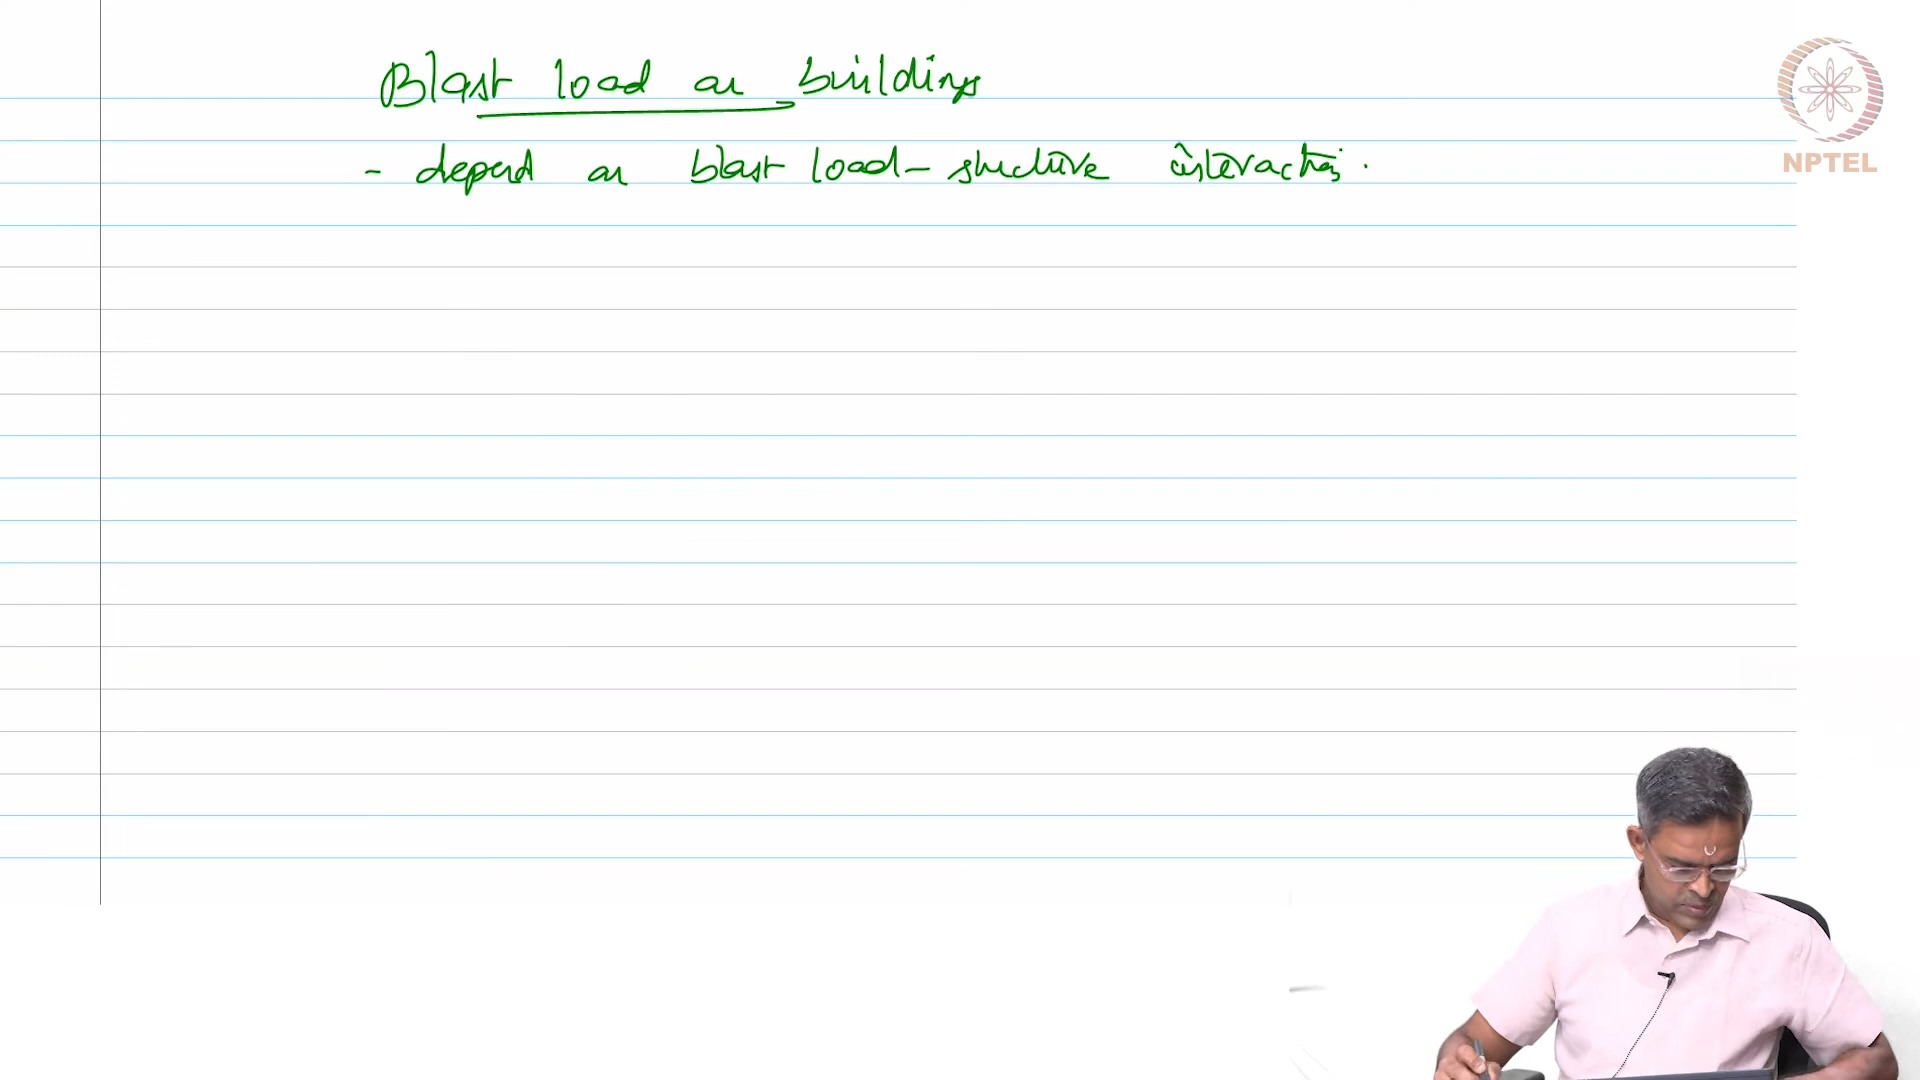 Blast load on buildings
- depend on blast load - structure interaction.
NPTEL